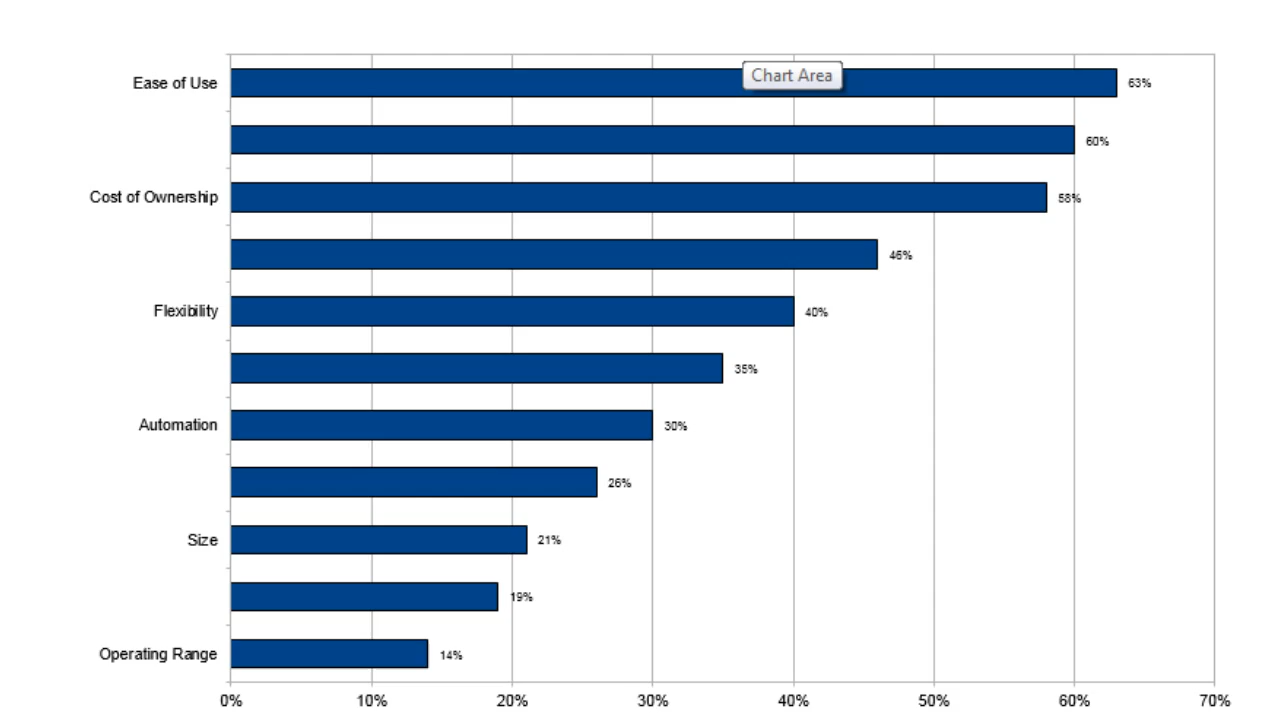 Chart Area
Ease of Use 63%
60%
Cost of Ownership 58%
46%
Flexibility 40%
35%
Automation 30%
26%
Size 21%
19%
Operating Range 14%
0% 10% 20% 30% 40% 50% 60% 70%